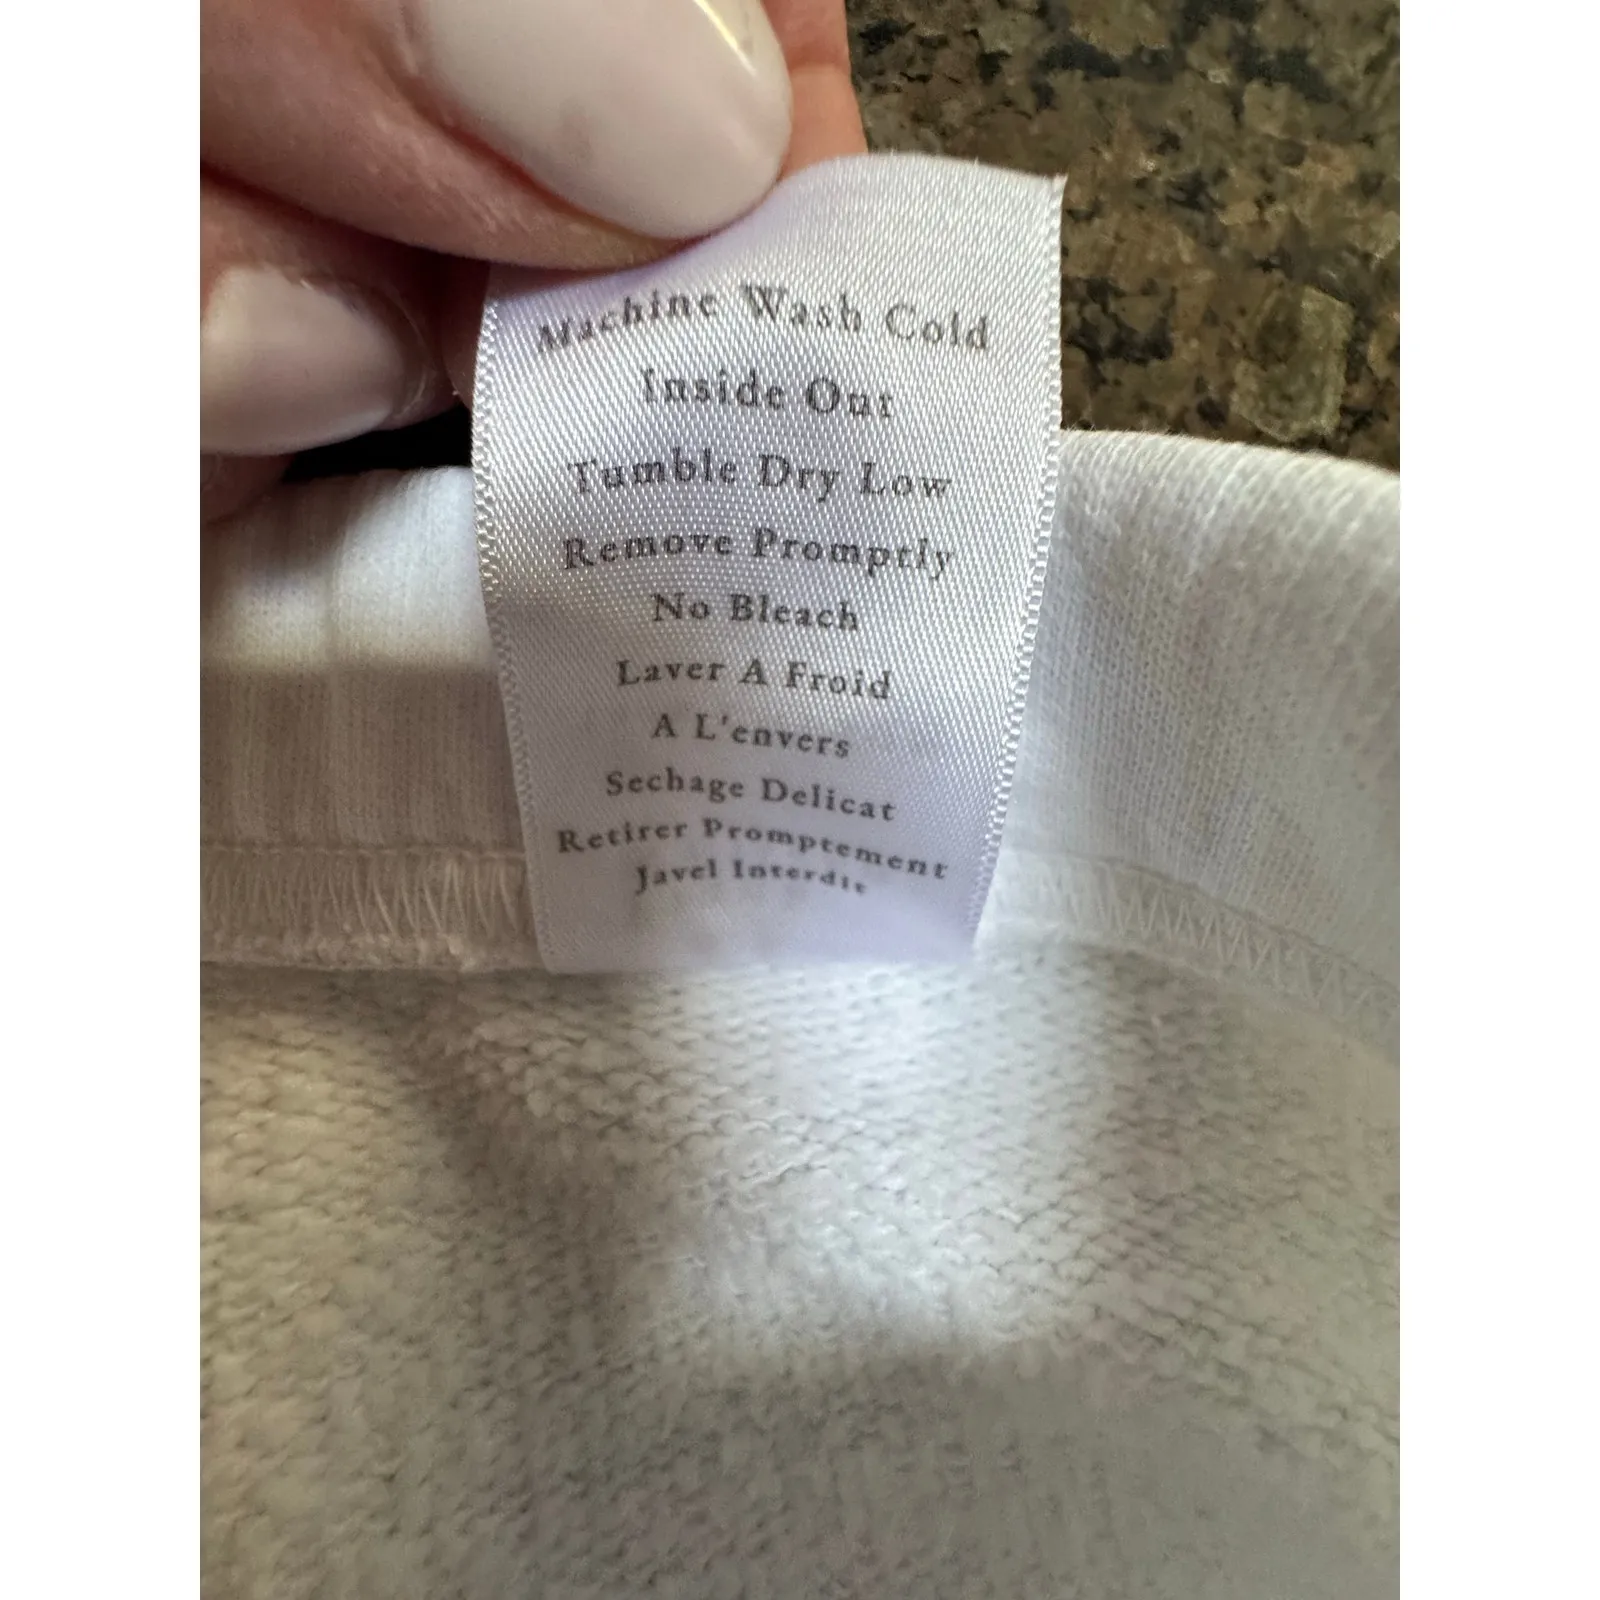 Machine Wash Cold
Inside Out
Tumble Dry Low
Remove Promptly
No Bleach
Laver A Froid
A L'envers
Sechage Delicat
Retirer Promptement
Javel Interdit